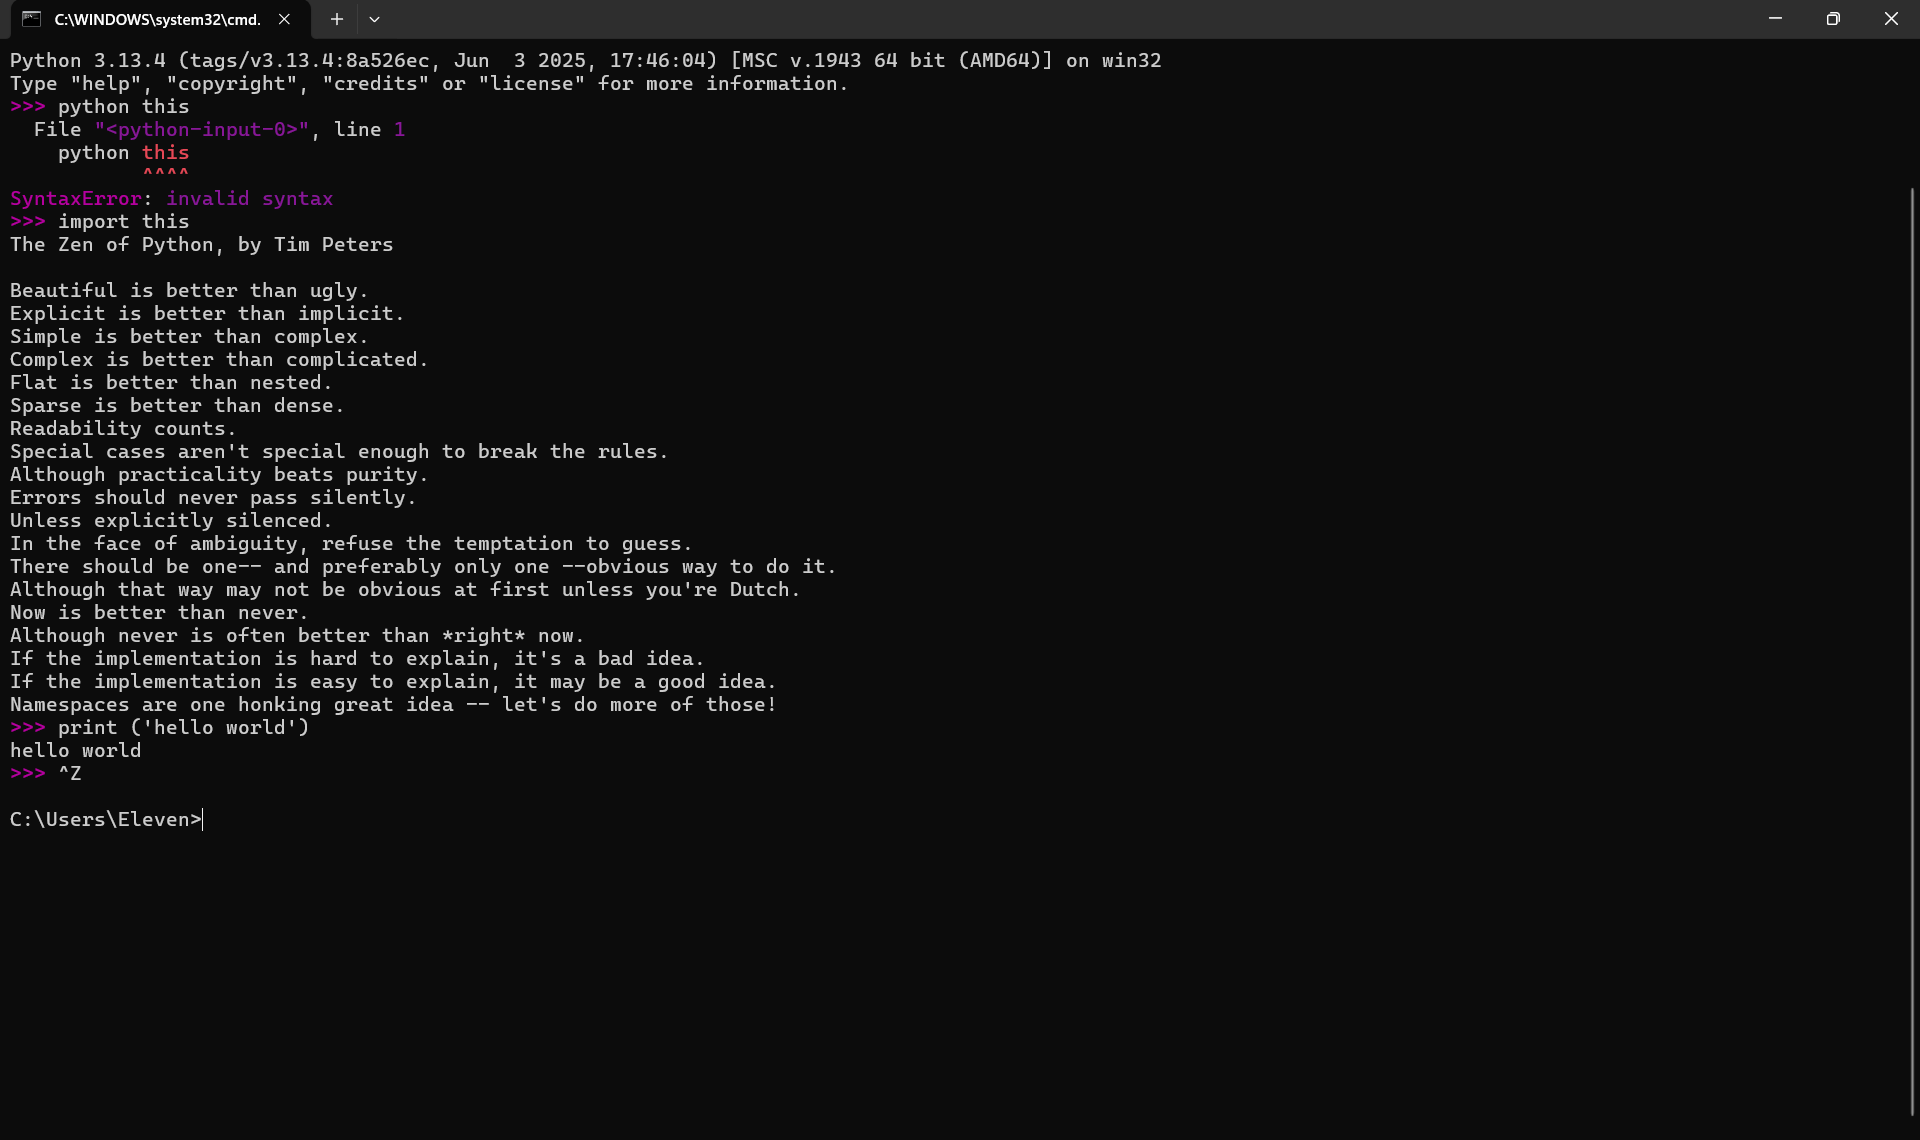 C:\WINDOWS\system32\cmd.
Python 3.13.4 (tags/v3.13.4:8a526ec, Jun  3 2025, 17:46:04) [MSC v.1943 64 bit (AMD64)] on win32
Type "help", "copyright", "credits" or "license" for more information.
>>> python this
  File "<python-input-0>", line 1
    python this
           ^^^^
SyntaxError: invalid syntax
>>> import this
The Zen of Python, by Tim Peters

Beautiful is better than ugly.
Explicit is better than implicit.
Simple is better than complex.
Complex is better than complicated.
Flat is better than nested.
Sparse is better than dense.
Readability counts.
Special cases aren't special enough to break the rules.
Although practicality beats purity.
Errors should never pass silently.
Unless explicitly silenced.
In the face of ambiguity, refuse the temptation to guess.
There should be one-- and preferably only one --obvious way to do it.
Although that way may not be obvious at first unless you're Dutch.
Now is better than never.
Although never is often better than *right* now.
If the implementation is hard to explain, it's a bad idea.
If the implementation is easy to explain, it may be a good idea.
Namespaces are one honking great idea -- let's do more of those!
>>> print ('hello world')
hello world
>>> ^Z

C:\Users\Eleven>